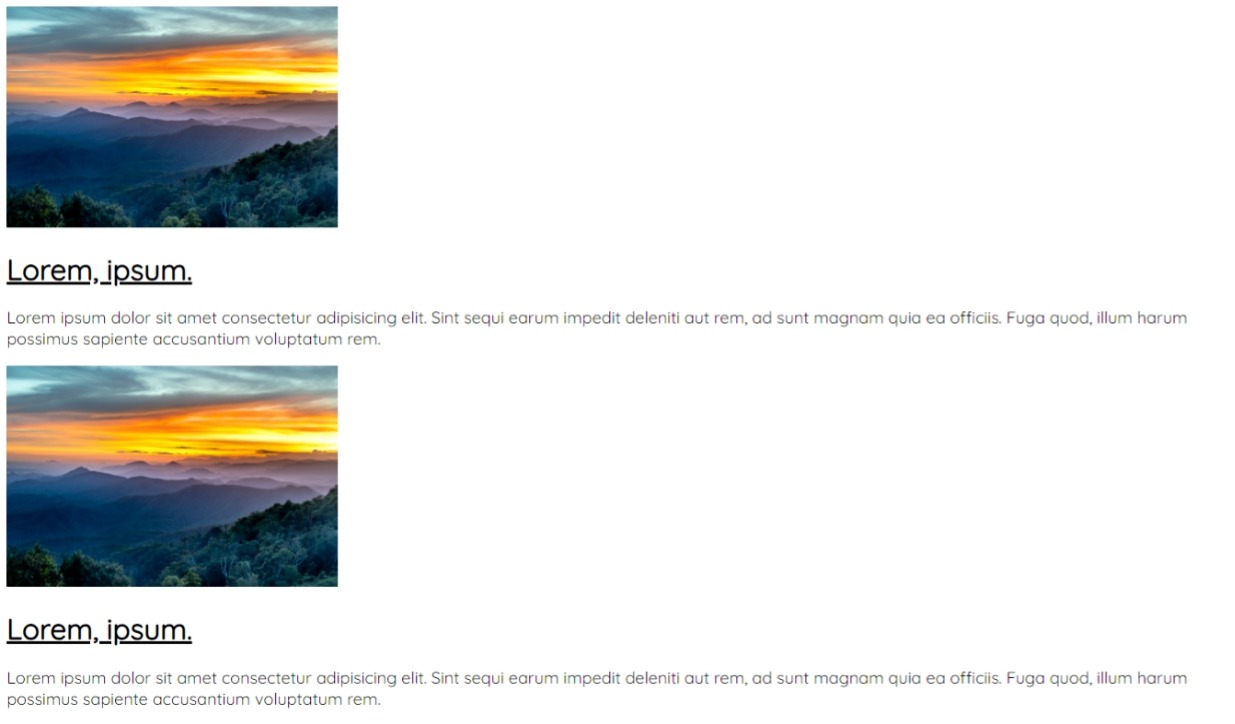 Lorem, ipsum.
Lorem ipsum dolor sit amet consectetur adipisicing elit. Sint sequi earum impedit deleniti aut rem, ad sunt magnam quia ea officiis. Fuga quod, illum harum
possimus sapiente accusantium voluptatum rem.
Lorem, ipsum.
Lorem ipsum dolor sit amet consectetur adipisicing elit. Sint sequi earum impedit deleniti aut rem, ad sunt magnam quia ea officiis. Fuga quod, illum harum
possimus sapiente accusantium voluptatum rem.